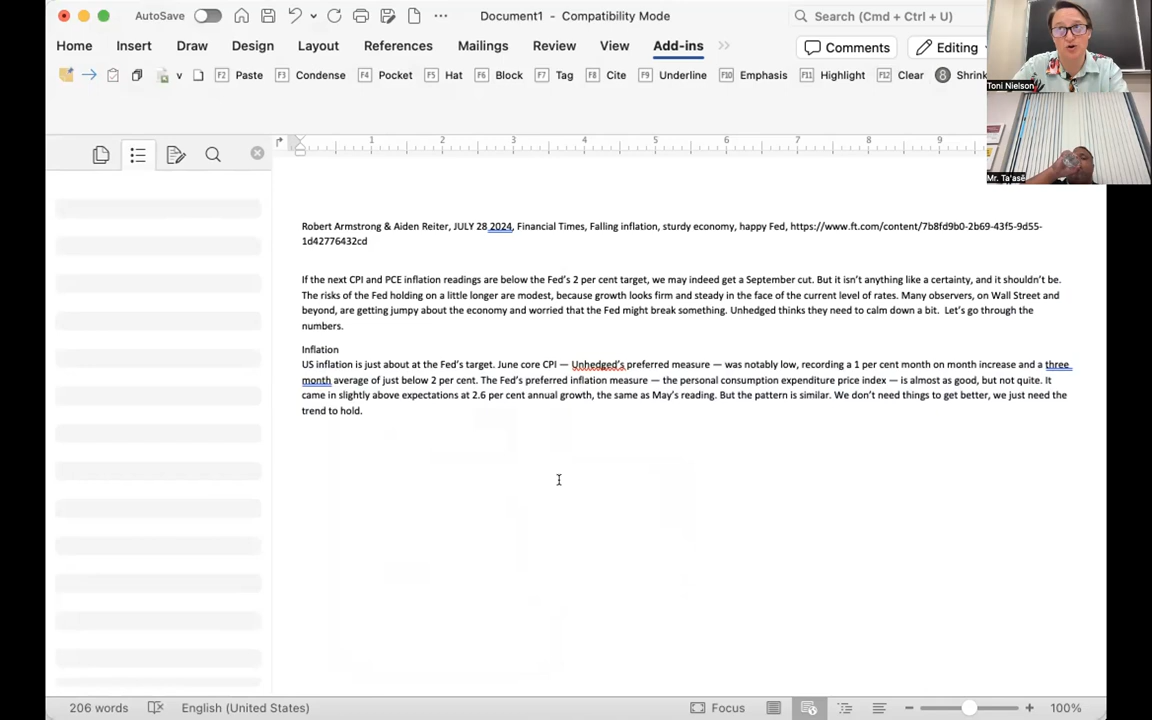 AutoSave
Document1 - Compatibility Mode
Search (Cmd + Ctrl + U)
Home Insert Draw Design Layout References Mailings Review View Add-ins Comments Editing
F2 Paste F3 Condense F4 Pocket F5 Hat F6 Block F7 Tag F8 Cite F9 Underline F10 Emphasis F11 Highlight F12 Clear 8 Shrink
Toni Nielson
Mr. Ta'ase
1 2 3 4 5 6 7 8 9
Robert Armstrong & Aiden Reiter, JULY 28 2024, Financial Times, Falling inflation, sturdy economy, happy Fed, https://www.ft.com/content/7b8fd9b0-2b69-43f5-9d55-
1d42776432cd
If the next CPI and PCE inflation readings are below the Fed's 2 per cent target, we may indeed get a September cut. But it isn't anything like a certainty, and it shouldn't be.
The risks of the Fed holding on a little longer are modest, because growth looks firm and steady in the face of the current level of rates. Many observers, on Wall Street and
beyond, are getting jumpy about the economy and worried that the Fed might break something. Unhedged thinks they need to calm down a bit.  Let's go through the
numbers.
Inflation
US inflation is just about at the Fed's target. June core CPI — Unhedged's preferred measure — was notably low, recording a 1 per cent month on month increase and a three
month average of just below 2 per cent. The Fed's preferred inflation measure — the personal consumption expenditure price index — is almost as good, but not quite. It
came in slightly above expectations at 2.6 per cent annual growth, the same as May's reading. But the pattern is similar. We don't need things to get better, we just need the
trend to hold.
206 words English (United States) Focus 100%